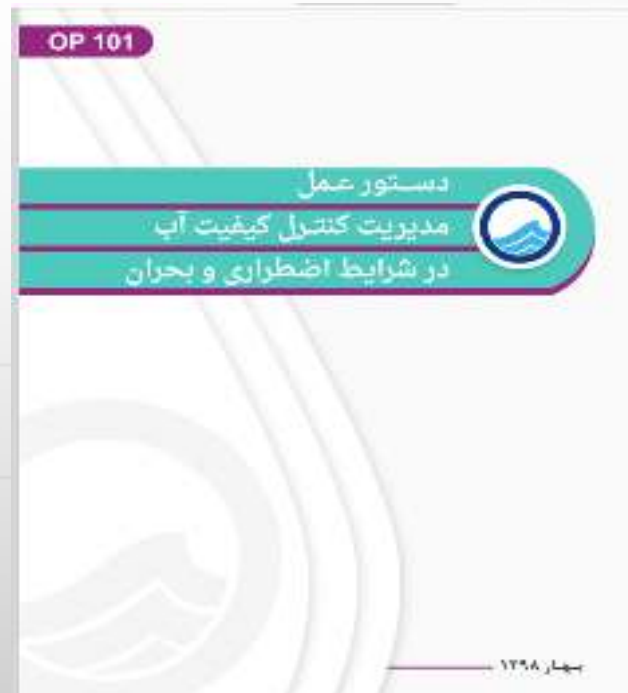 OP 101
دستور عمل
مدیریت کنترل کیفیت آب
در شرایط اضطراری و بحران
بهار ۱۳۹۸